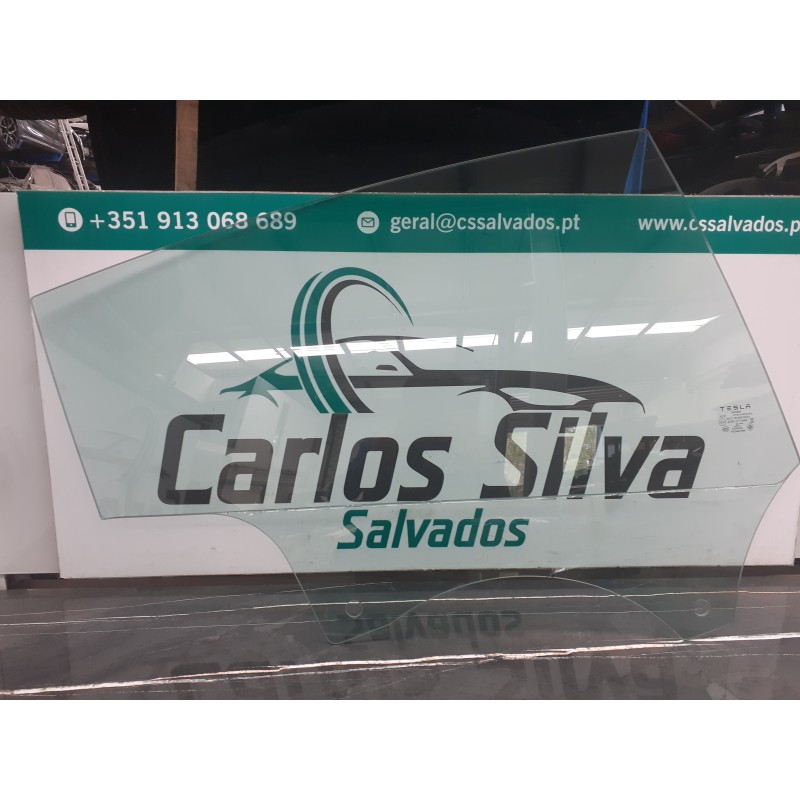 +351 913 068 689 geral@cssalvados.pt www.cssalvados.p
Carlos Silva
Salvados
TESLA